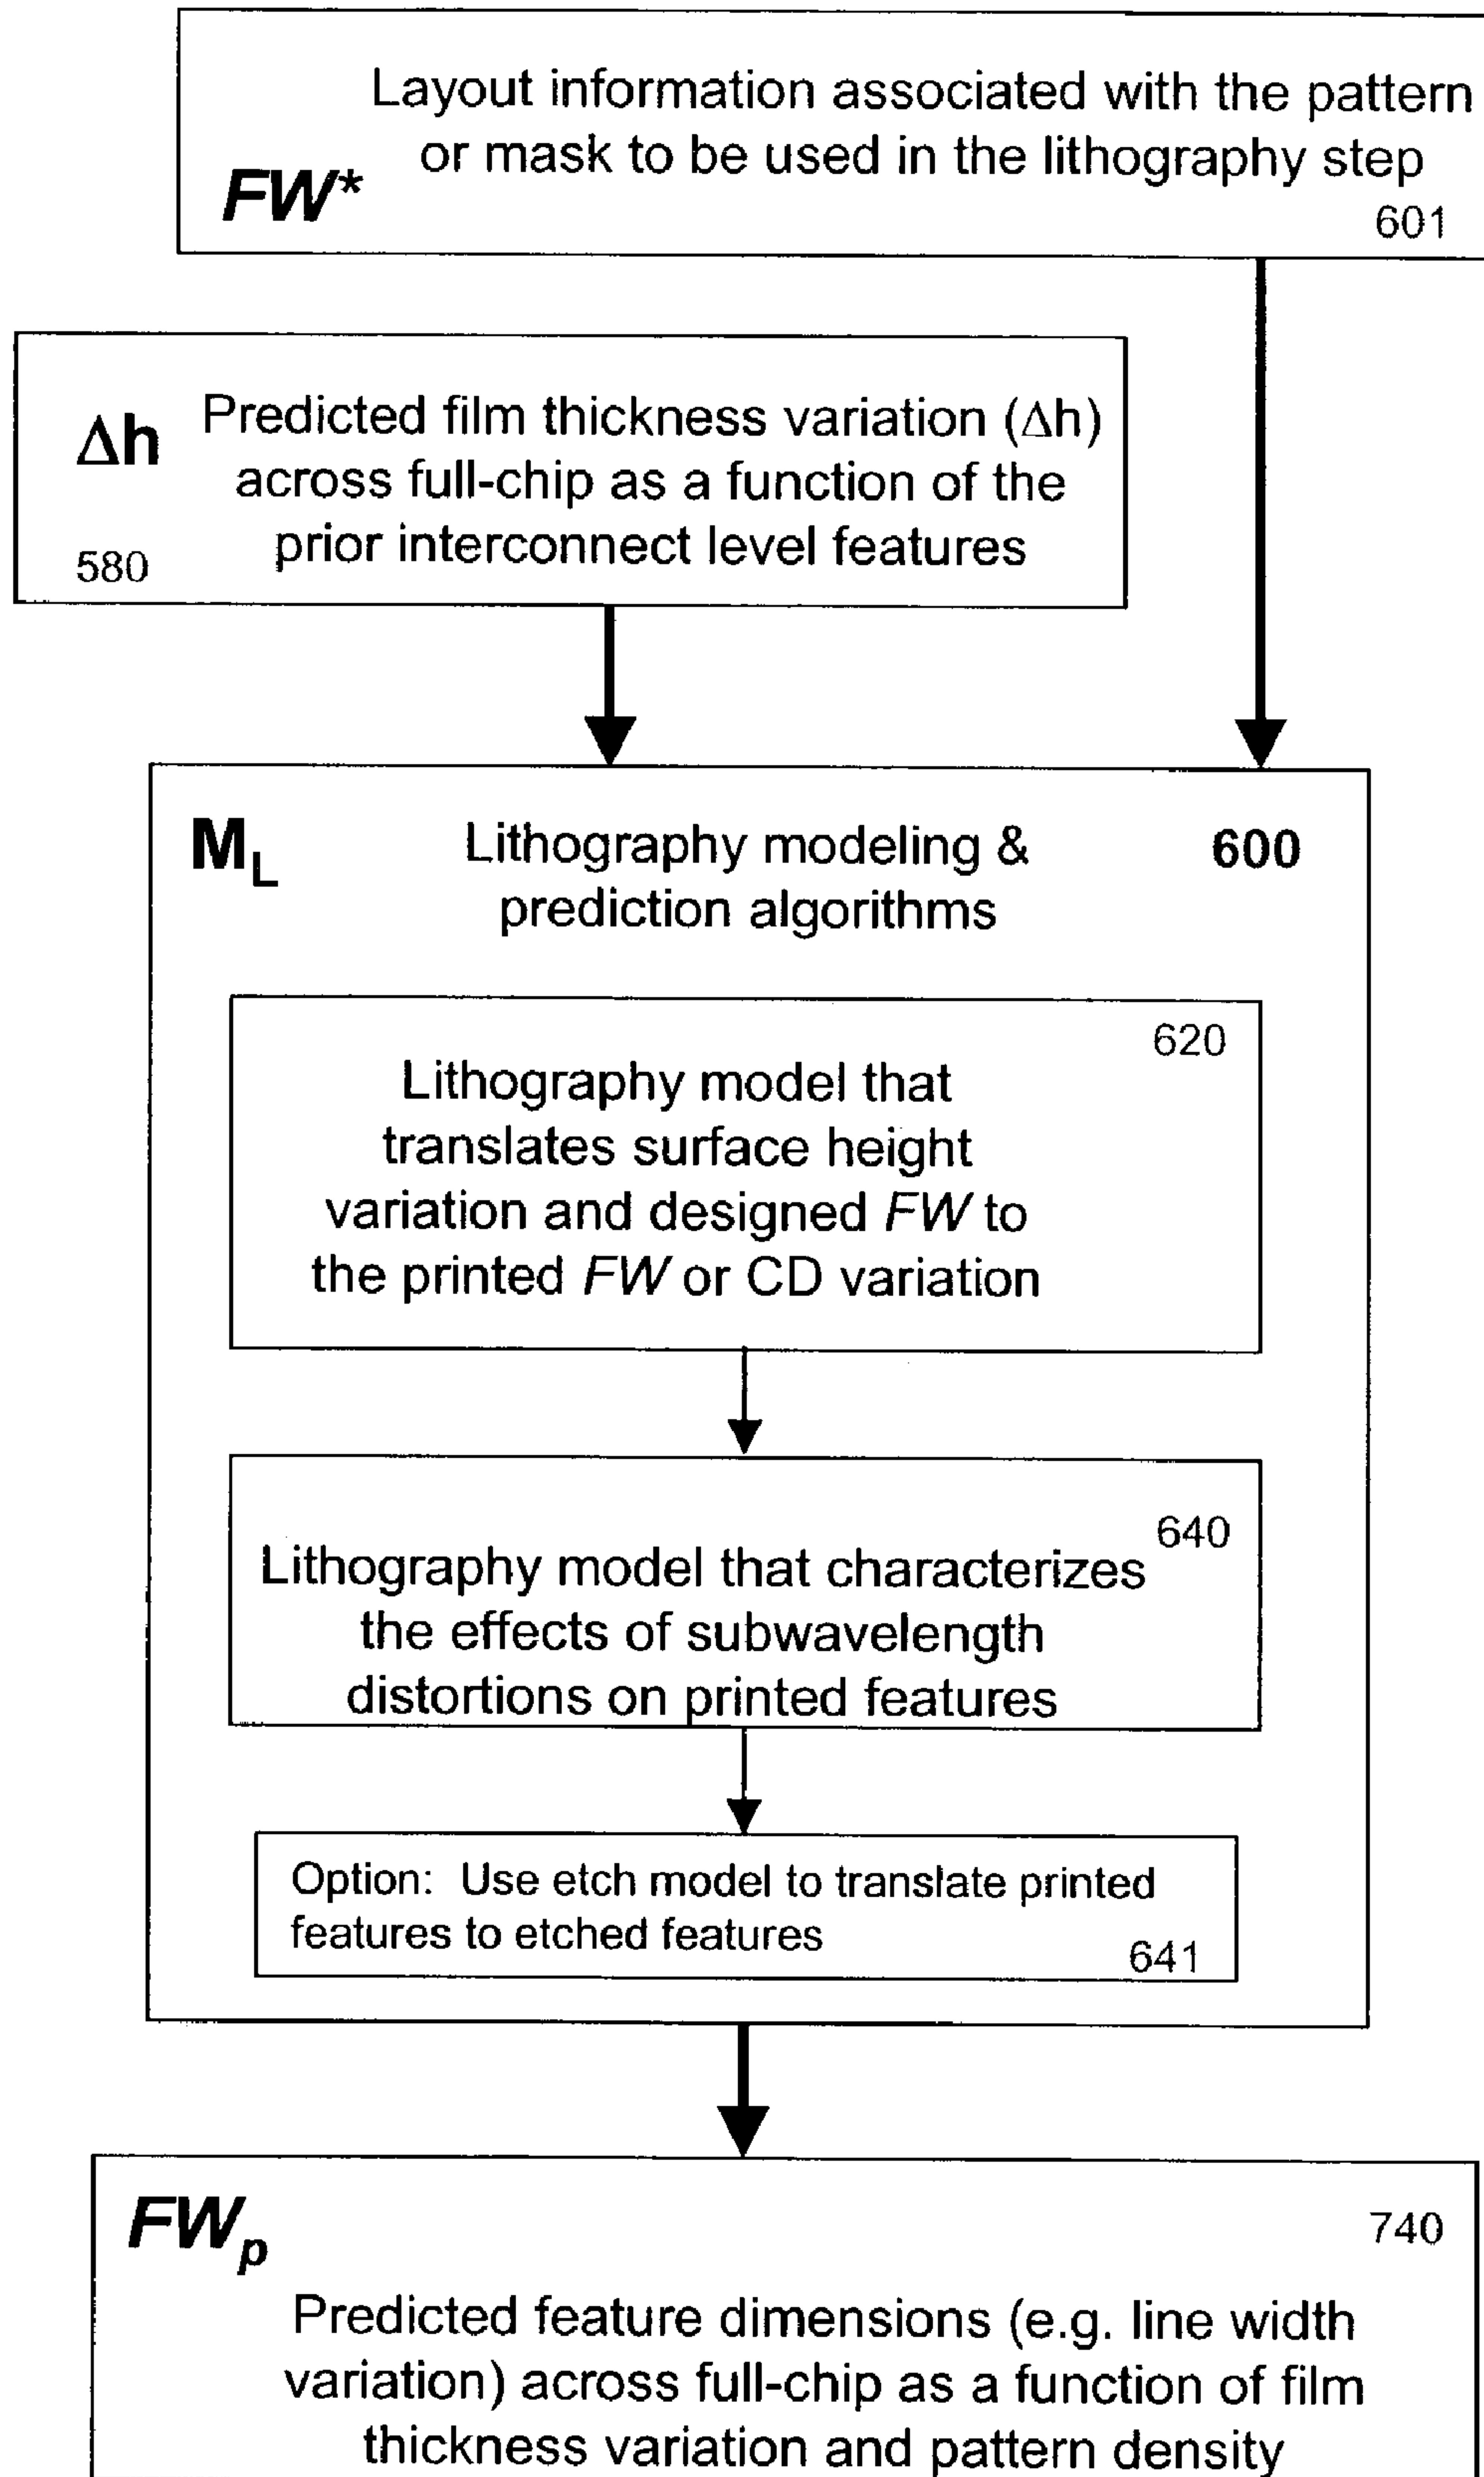 Layout information associated with the pattern
or mask to be used in the lithography step
FW*
601
Δh
Predicted film thickness variation (Δh)
across full-chip as a function of the
prior interconnect level features
580
ML
Lithography modeling &
prediction algorithms
600
620
Lithography model that
translates surface height
variation and designed FW to
the printed FW or CD variation
640
Lithography model that characterizes
the effects of subwavelength
distortions on printed features
Option: Use etch model to translate printed
features to etched features
641
FWp
740
Predicted feature dimensions (e.g. line width
variation) across full-chip as a function of film
thickness variation and pattern density